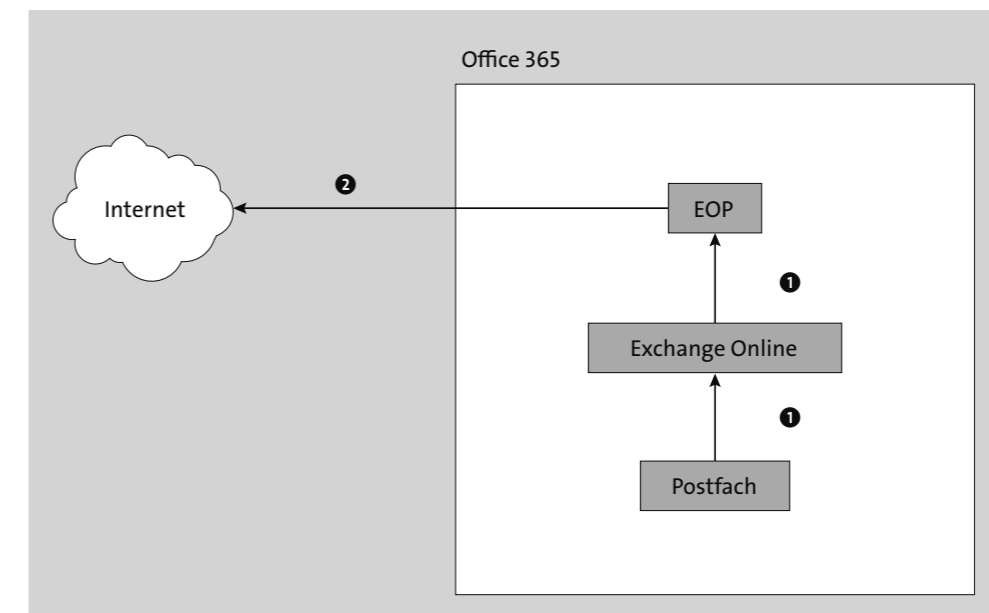 Office 365
Internet
❷
EOP
❶
Exchange Online
❶
Postfach